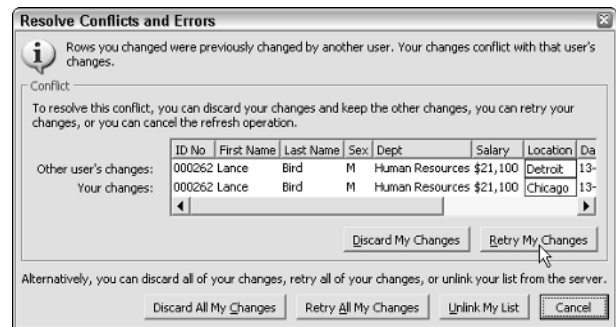 Resolve Conflicts and Errors
Rows you changed were previously changed by another user. Your changes conflict with that user's
changes.
Conflict
To resolve this conflict, you can discard your changes and keep the other changes, you can retry your
changes, or you can cancel the refresh operation.
ID No First Name Last Name Sex Dept Salary Location Da
Other user's changes: 000262 Lance Bird M Human Resources $21,100 Detroit 13-
Your changes: 000262 Lance Bird M Human Resources $21,100 Chicago 13-
Discard My Changes Retry My Changes
Alternatively, you can discard all of your changes, retry all of your changes, or unlink your list from the server.
Discard All My Changes Retry All My Changes Unlink My List Cancel